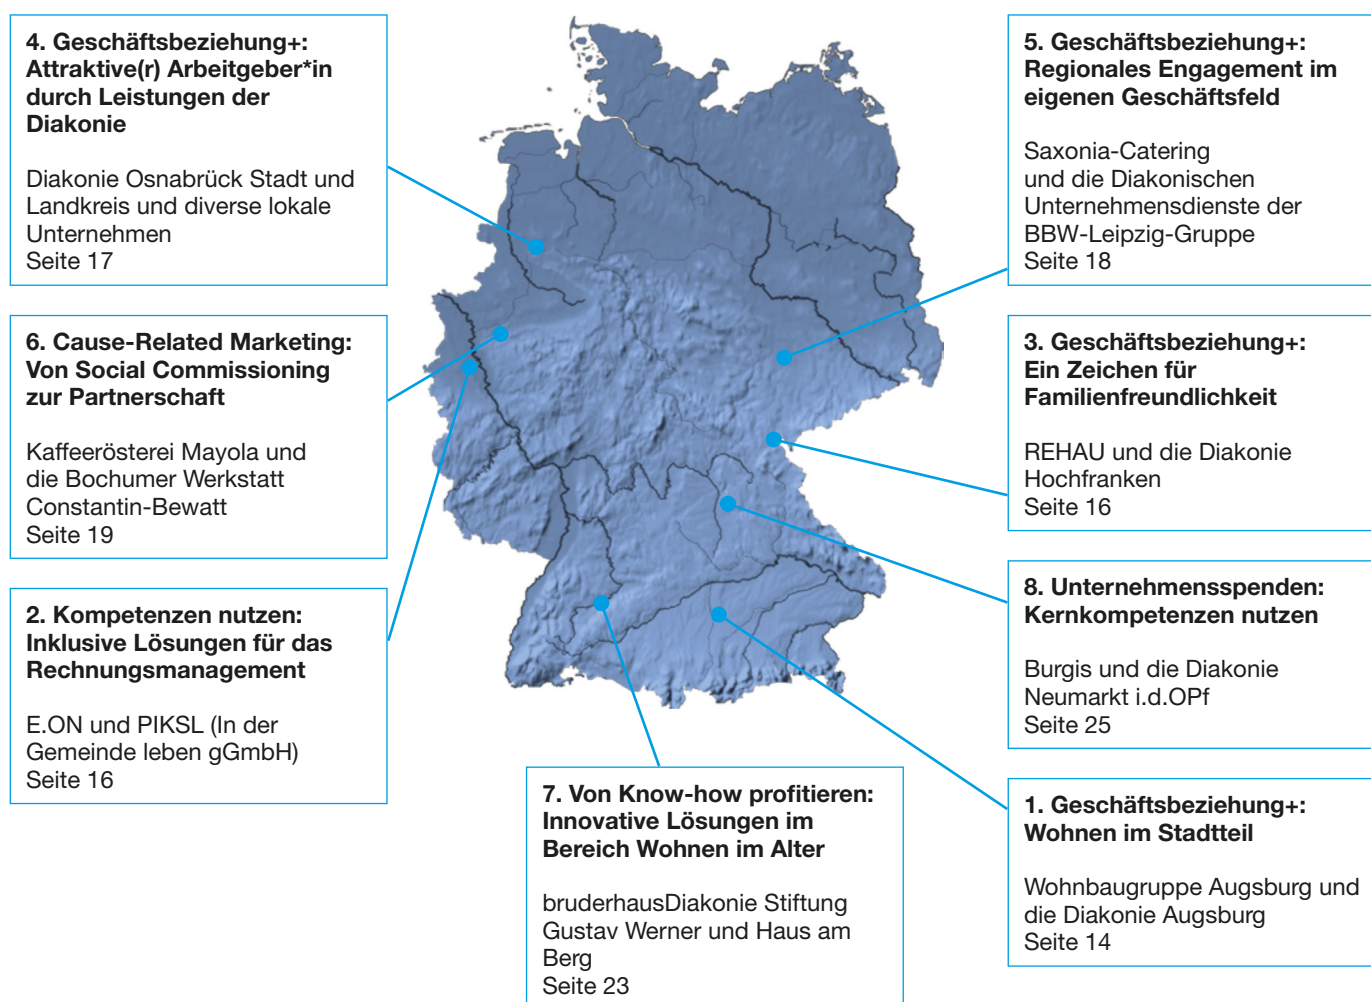 4. Geschäftsbeziehung+:
Attraktive(r) Arbeitgeber*in
durch Leistungen der
Diakonie
Diakonie Osnabrück Stadt und
Landkreis und diverse lokale
Unternehmen
Seite 17
6. Cause-Related Marketing:
Von Social Commissioning
zur Partnerschaft
Kaffeerösterei Mayola und
die Bochumer Werkstatt
Constantin-Bewatt
Seite 19
2. Kompetenzen nutzen:
Inklusive Lösungen für das
Rechnungsmanagement
E.ON und PIKSL (In der
Gemeinde leben gGmbH)
Seite 16
7. Von Know-how profitieren:
Innovative Lösungen im
Bereich Wohnen im Alter
bruderhausDiakonie Stiftung
Gustav Werner und Haus am
Berg
Seite 23
5. Geschäftsbeziehung+:
Regionales Engagement im
eigenen Geschäftsfeld
Saxonia-Catering
und die Diakonischen
Unternehmensdienste der
BBW-Leipzig-Gruppe
Seite 18
3. Geschäftsbeziehung+:
Ein Zeichen für
Familienfreundlichkeit
REHAU und die Diakonie
Hochfranken
Seite 16
8. Unternehmensspenden:
Kernkompetenzen nutzen
Burgis und die Diakonie
Neumarkt i.d.OPf
Seite 25
1. Geschäftsbeziehung+:
Wohnen im Stadtteil
Wohnbaugruppe Augsburg und
die Diakonie Augsburg
Seite 14